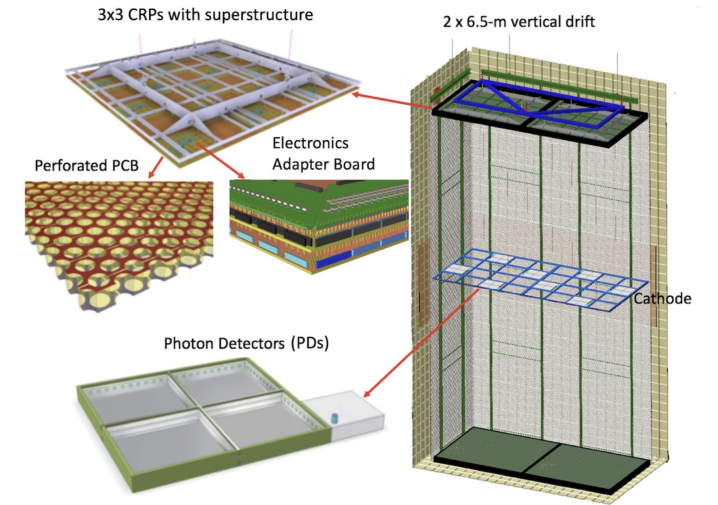 3x3 CRPs with superstructure
2 x 6.5-m vertical drift
Electronics
Adapter Board
Perforated PCB
Cathode
Photon Detectors (PDs)